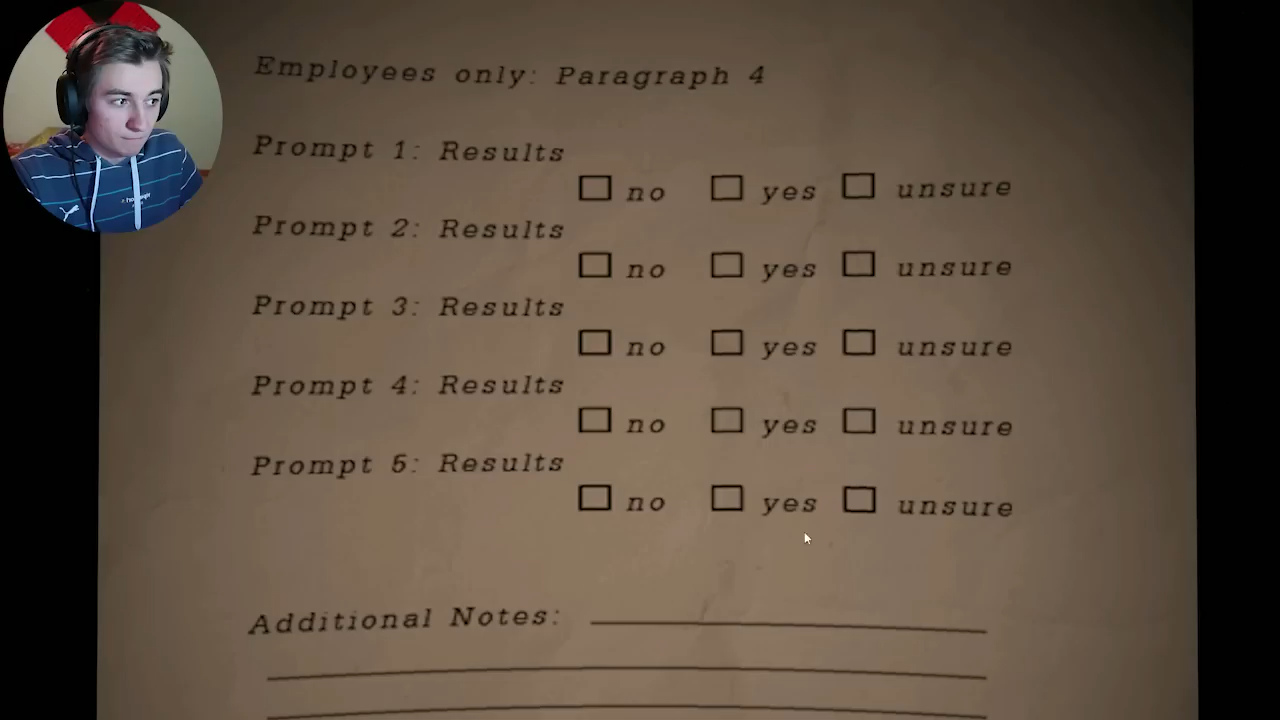 Employees only: Paragraph 4
Prompt 1: Results
no yes unsure
Prompt 2: Results
no yes unsure
Prompt 3: Results
no yes unsure
Prompt 4: Results
no yes unsure
Prompt 5: Results
no yes unsure
Additional Notes: